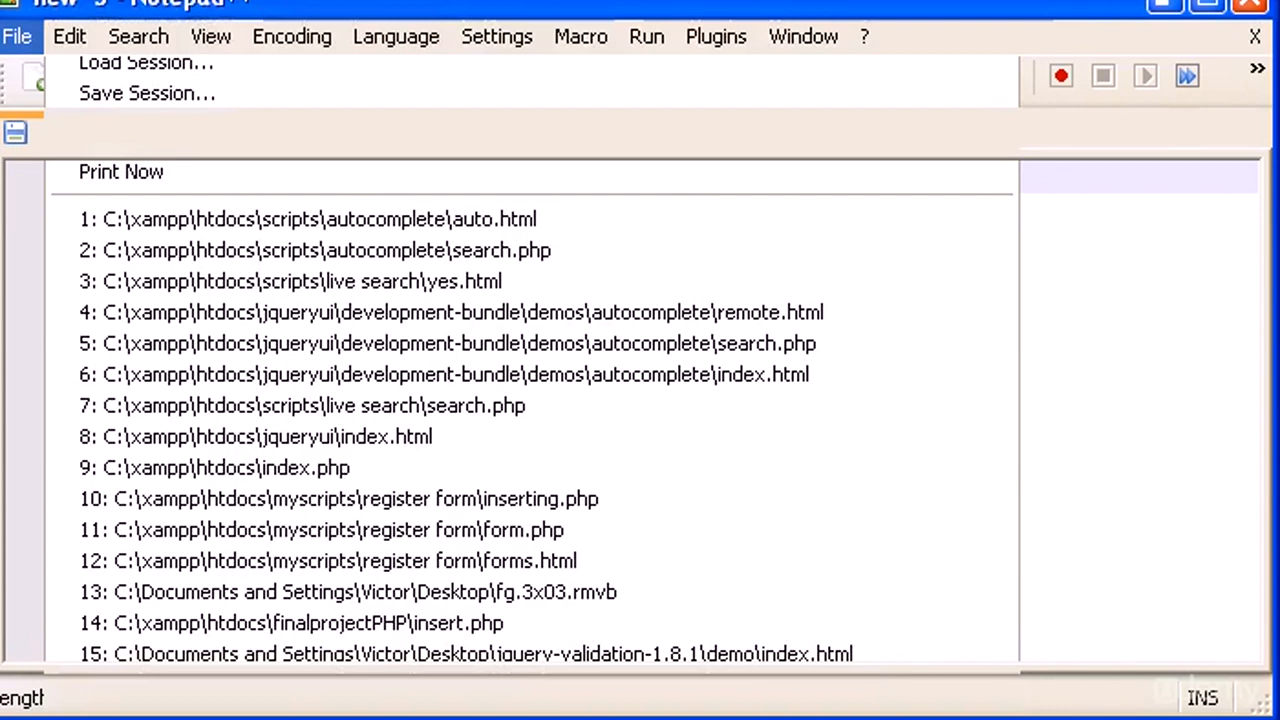 new 3 - Notepad++
File Edit Search View Encoding Language Settings Macro Run Plugins Window ? X
Load Session...
Save Session...
»
Print Now
1: C:\xampp\htdocs\scripts\autocomplete\auto.html
2: C:\xampp\htdocs\scripts\autocomplete\search.php
3: C:\xampp\htdocs\scripts\live search\yes.html
4: C:\xampp\htdocs\jqueryui\development-bundle\demos\autocomplete\remote.html
5: C:\xampp\htdocs\jqueryui\development-bundle\demos\autocomplete\search.php
6: C:\xampp\htdocs\jqueryui\development-bundle\demos\autocomplete\index.html
7: C:\xampp\htdocs\scripts\live search\search.php
8: C:\xampp\htdocs\jqueryui\index.html
9: C:\xampp\htdocs\index.php
10: C:\xampp\htdocs\myscripts\register form\inserting.php
11: C:\xampp\htdocs\myscripts\register form\form.php
12: C:\xampp\htdocs\myscripts\register form\forms.html
13: C:\Documents and Settings\Victor\Desktop\fg.3x03.rmvb
14: C:\xampp\htdocs\finalprojectPHP\insert.php
15: C:\Documents and Settings\Victor\Desktop\jquery-validation-1.8.1\demo\index.html
ength INS